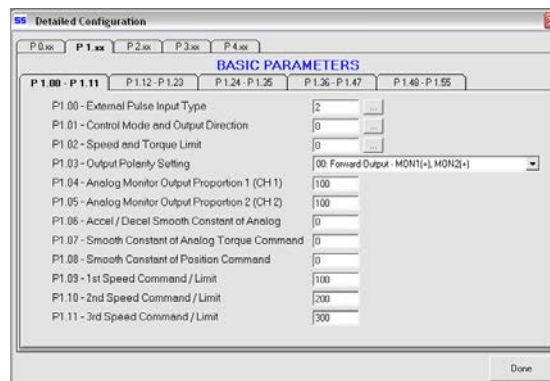 SS Detailed Configuration
P 0.xx P 1.xx P 2.xx P 3.xx P 4.xx
BASIC PARAMETERS
P 1.00 - P 1.11 P 1.12 - P 1.23 P 1.24 - P 1.35 P 1.36 - P 1.47 P 1.48 - P 1.55
P1.00 - External Pulse Input Type 2 ...
P1.01 - Control Mode and Output Direction 0 ...
P1.02 - Speed and Torque Limit 0 ...
P1.03 - Output Polarity Setting 00: Forward Output - MON1(+), MON2(+)
P1.04 - Analog Monitor Output Proportion 1 (CH 1) 100
P1.05 - Analog Monitor Output Proportion 2 (CH 2) 100
P1.06 - Accel / Decel Smooth Constant of Analog 0
P1.07 - Smooth Constant of Analog Torque Command 0
P1.08 - Smooth Constant of Position Command 0
P1.09 - 1st Speed Command / Limit 100
P1.10 - 2nd Speed Command / Limit 200
P1.11 - 3rd Speed Command / Limit 300
Done